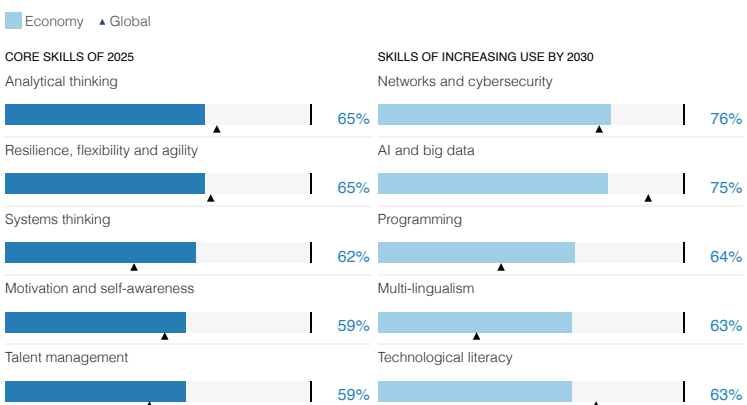 Economy Global
CORE SKILLS OF 2025
Analytical thinking
65%
Resilience, flexibility and agility
65%
Systems thinking
62%
Motivation and self-awareness
59%
Talent management
59%
SKILLS OF INCREASING USE BY 2030
Networks and cybersecurity
76%
AI and big data
75%
Programming
64%
Multi-lingualism
63%
Technological literacy
63%